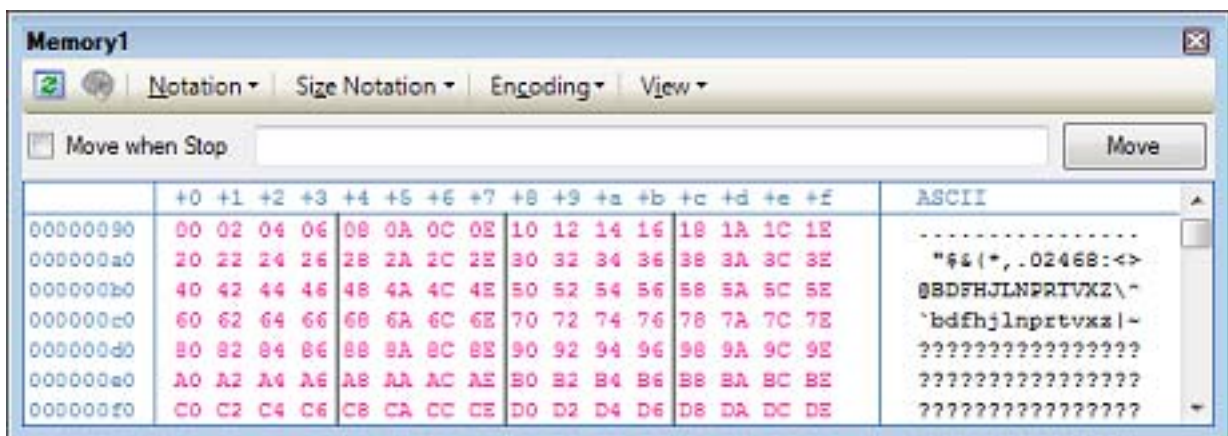 Memory1
Notation Size Notation Encoding View
Move when Stop Move
+0 +1 +2 +3 +4 +5 +6 +7 +8 +9 +a +b +c +d +e +f ASCII
00000090 00 02 04 06 08 0A 0C 0E 10 12 14 16 18 1A 1C 1E ................
000000a0 20 22 24 26 28 2A 2C 2E 30 32 34 36 38 3A 3C 3E "$&(*,.02468:<>
000000b0 40 42 44 46 48 4A 4C 4E 50 52 54 56 58 5A 5C 5E @BDFHJLNPRTVXZ\^
000000c0 60 62 64 66 68 6A 6C 6E 70 72 74 76 78 7A 7C 7E `bdfhjlnprtvxz|~
000000d0 80 82 84 86 88 8A 8C 8E 90 92 94 96 98 9A 9C 9E ????????????????
000000e0 A0 A2 A4 A6 A8 AA AC AE B0 B2 B4 B6 B8 BA BC BE ????????????????
000000f0 C0 C2 C4 C6 C8 CA CC CE D0 D2 D4 D6 D8 DA DC DE ????????????????